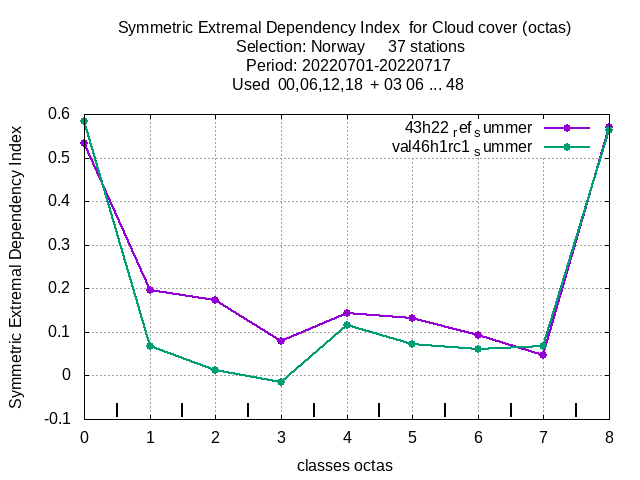 Symmetric Extremal Dependency Index  for Cloud cover (octas)
Selection: Norway     37 stations
Period: 20220701-20220717
Used  00,06,12,18  + 03 06 ... 48
Symmetric Extremal Dependency Index
0.6
0.5
0.4
0.3
0.2
0.1
0
-0.1
43h22 ref summer
val46h1rc1 summer
0 1 2 3 4 5 6 7 8
classes octas